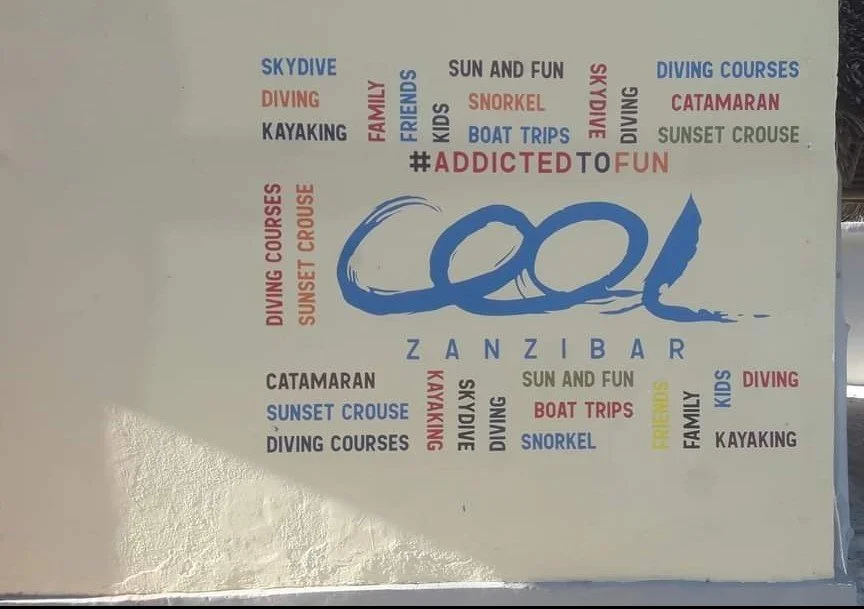 SKYDIVE
DIVING
KAYAKING
FAMILY
FRIENDS
KIDS
SUN AND FUN
SNORKEL
BOAT TRIPS
SKYDIVE
DIVING
DIVING COURSES
CATAMARAN
SUNSET CROUSE
#ADDICTEDTOFUN
DIVING COURSES
SUNSET CROUSE
COOL
ZANZIBAR
CATAMARAN
SUNSET CROUSE
DIVING COURSES
KAYAKING
SKYDIVE
DIVING
SUN AND FUN
BOAT TRIPS
SNORKEL
FRIENDS
FAMILY
KIDS
DIVING
KAYAKING